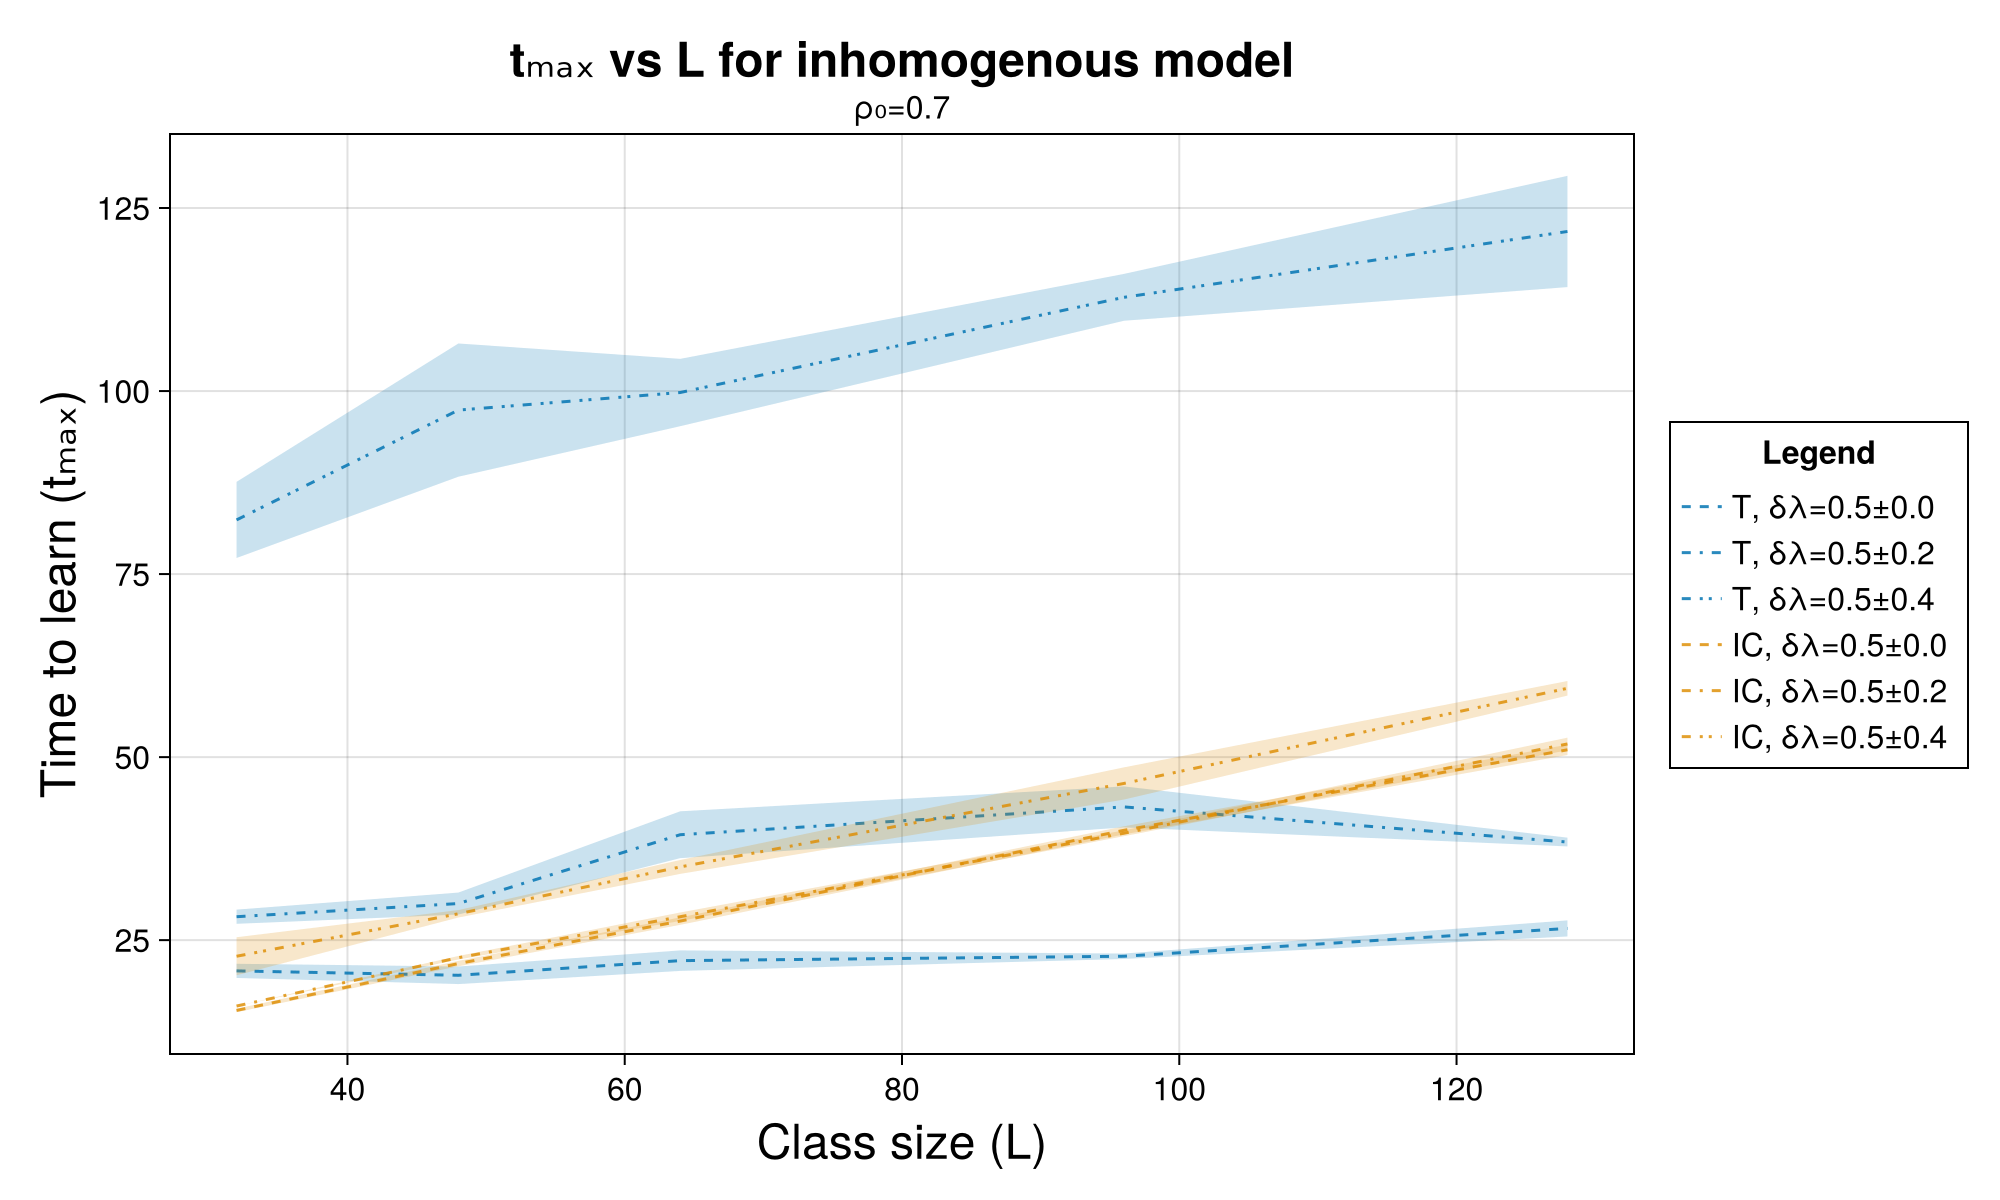 tₘₐₓ vs L for inhomogenous model
ρ₀=0.7
Time to learn (tₘₐₓ)
125
100
75
50
25
40
60
80
100
120
Class size (L)
Legend
T, δλ=0.5±0.0
T, δλ=0.5±0.2
T, δλ=0.5±0.4
IC, δλ=0.5±0.0
IC, δλ=0.5±0.2
IC, δλ=0.5±0.4